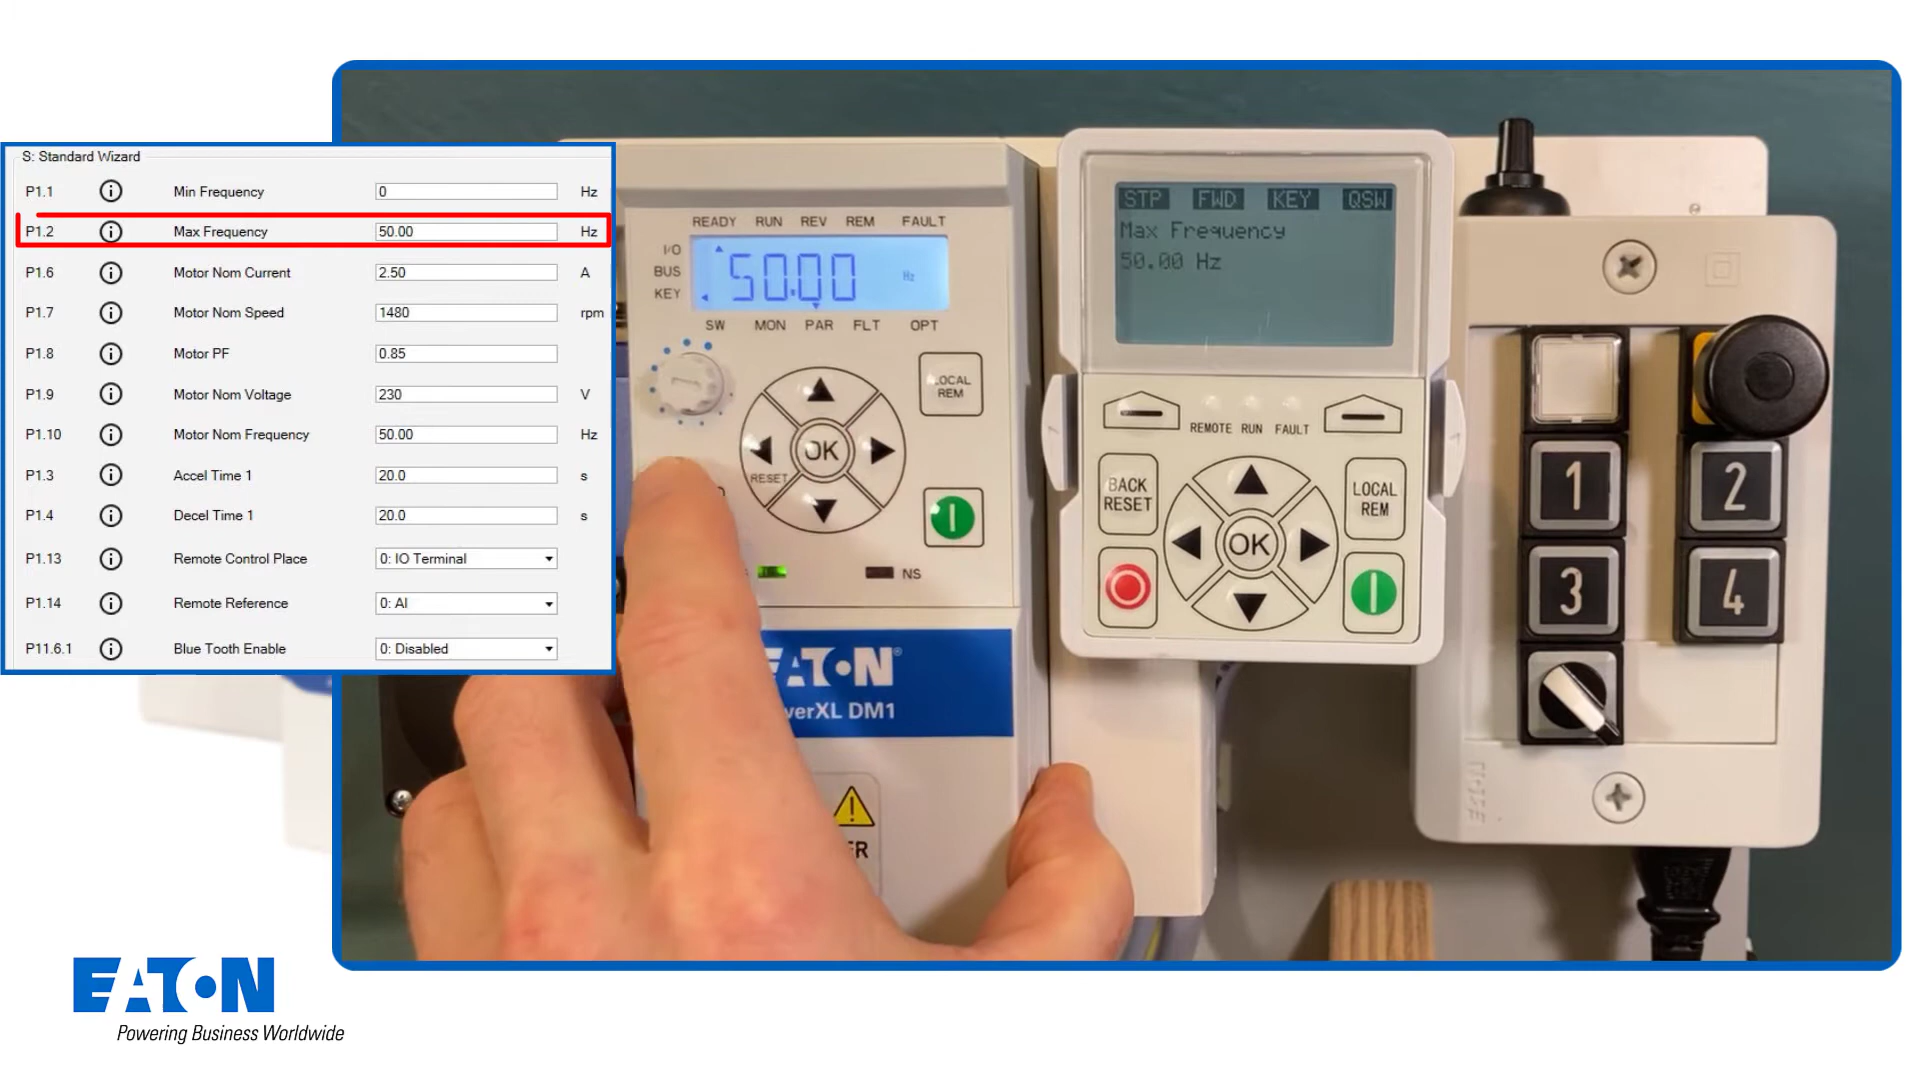 S: Standard Wizard
P1.1 Min Frequency 0 Hz
P1.2 Max Frequency 50.00 Hz
P1.6 Motor Nom Current 2.50 A
P1.7 Motor Nom Speed 1480 rpm
P1.8 Motor PF 0.85
P1.9 Motor Nom Voltage 230 V
P1.10 Motor Nom Frequency 50.00 Hz
P1.3 Accel Time 1 20.0 s
P1.4 Decel Time 1 20.0 s
P1.13 Remote Control Place 0: IO Terminal
P1.14 Remote Reference 0: AI
P11.6.1 Blue Tooth Enable 0: Disabled
READY RUN REV REM FAULT
I/O
BUS
KEY
50.00 Hz
SW MON PAR FLT OPT
LOCAL
REM
OK
RESET
NS
EATON®
verXL DM1
ER
STP FWD KEY QSW
Max Frequency
50.00 Hz
REMOTE RUN FAULT
BACK
RESET
LOCAL
REM
OK
1 2
3 4
EATON
Powering Business Worldwide